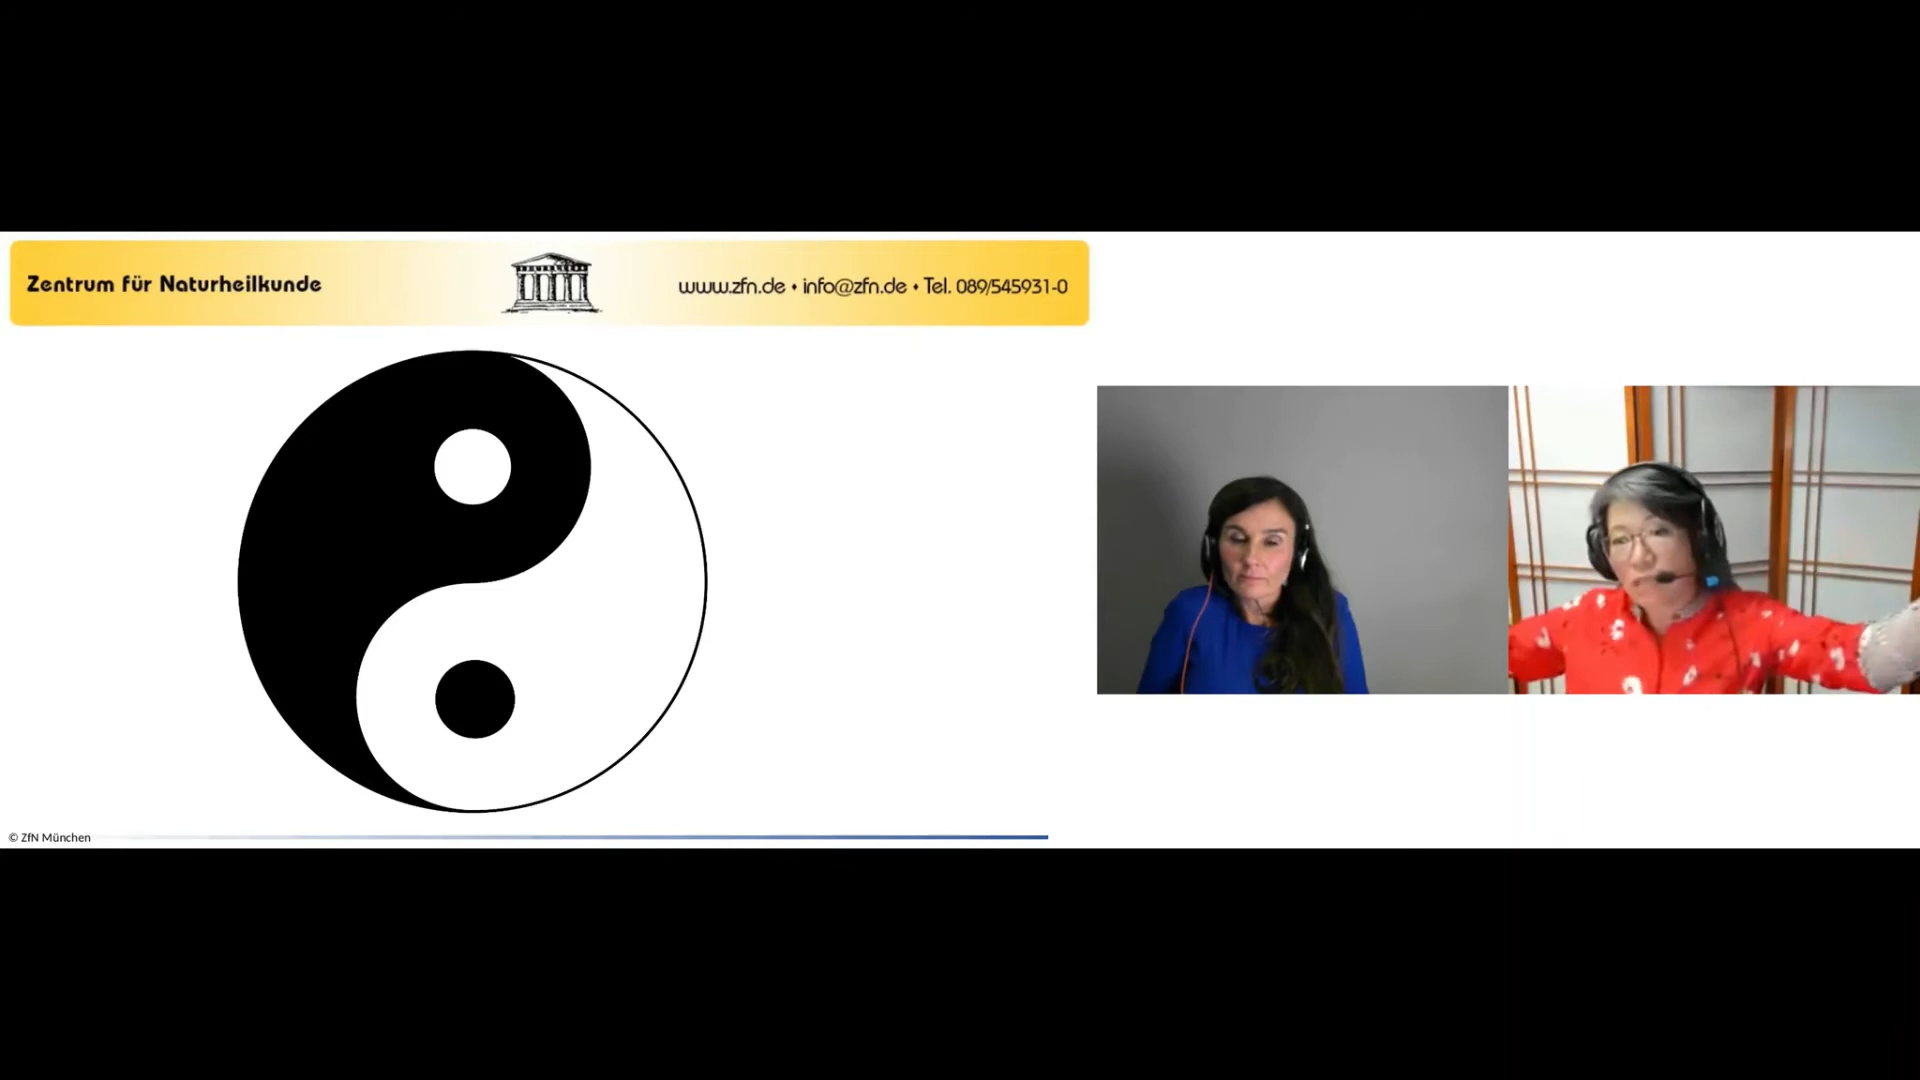 Zentrum für Naturheilkunde
www.zfn.de • info@zfn.de • Tel. 089/545931-0
© ZfN München